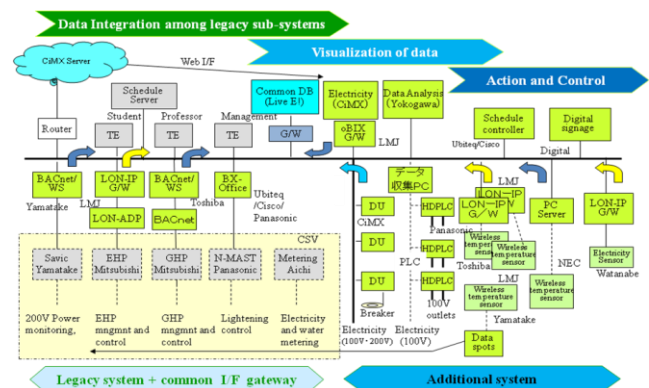 Data Integration among legacy sub-systems
Visualization of data
Action and Control
CiMX Server
Web I/F
Schedule
Server
Student
Professor
Management
Common DB
(Live E!)
Electricity
(CiMX)
Data Analysis
(Yokogawa)
Schedule
controller
Digital
signage
Router
TE
TE
TE
G/W
oBIX
G/W
LMJ
Ubiteq/Cisco
Digital
BACnet/
WS
Yamatake
LON-IP
G/W
LMJ
LON-ADP
BACnet/
WS
Toshiba
BACnet
BX-
Office
Ubiteq
/Cisco/
Panasonic
データ
収集PC
DU
CiMX
DU
DU
Breaker
HDPLC
Panasonic
HDPLC
PLC
HDPLC
100V
outlets
LMJ
LON-IP
G/W
Toshiba
PC
Server
NEC
LON-IP
G/W
Wireless
temperature
sensor
Wireless
temperature
sensor
LMJ
Wireless
temperature
sensor
Yamatake
Wireless
temperature
sensor
Electricity
Sensor
Watanabe
CSV
Savic
Yamatake
EHP
Mitsubishi
GHP
Mitsubishi
N-MAST
Panasonic
Metering
Aichi
200V Power
monitoring,
EHP
mngmnt and
control
GHP
mngmnt and
control
Lightening
control
Electricity
and water
metering
Electricity
(100V・200V)
Electricity
(100V)
Data
spots
Legacy system + common I/F gateway
Additional system